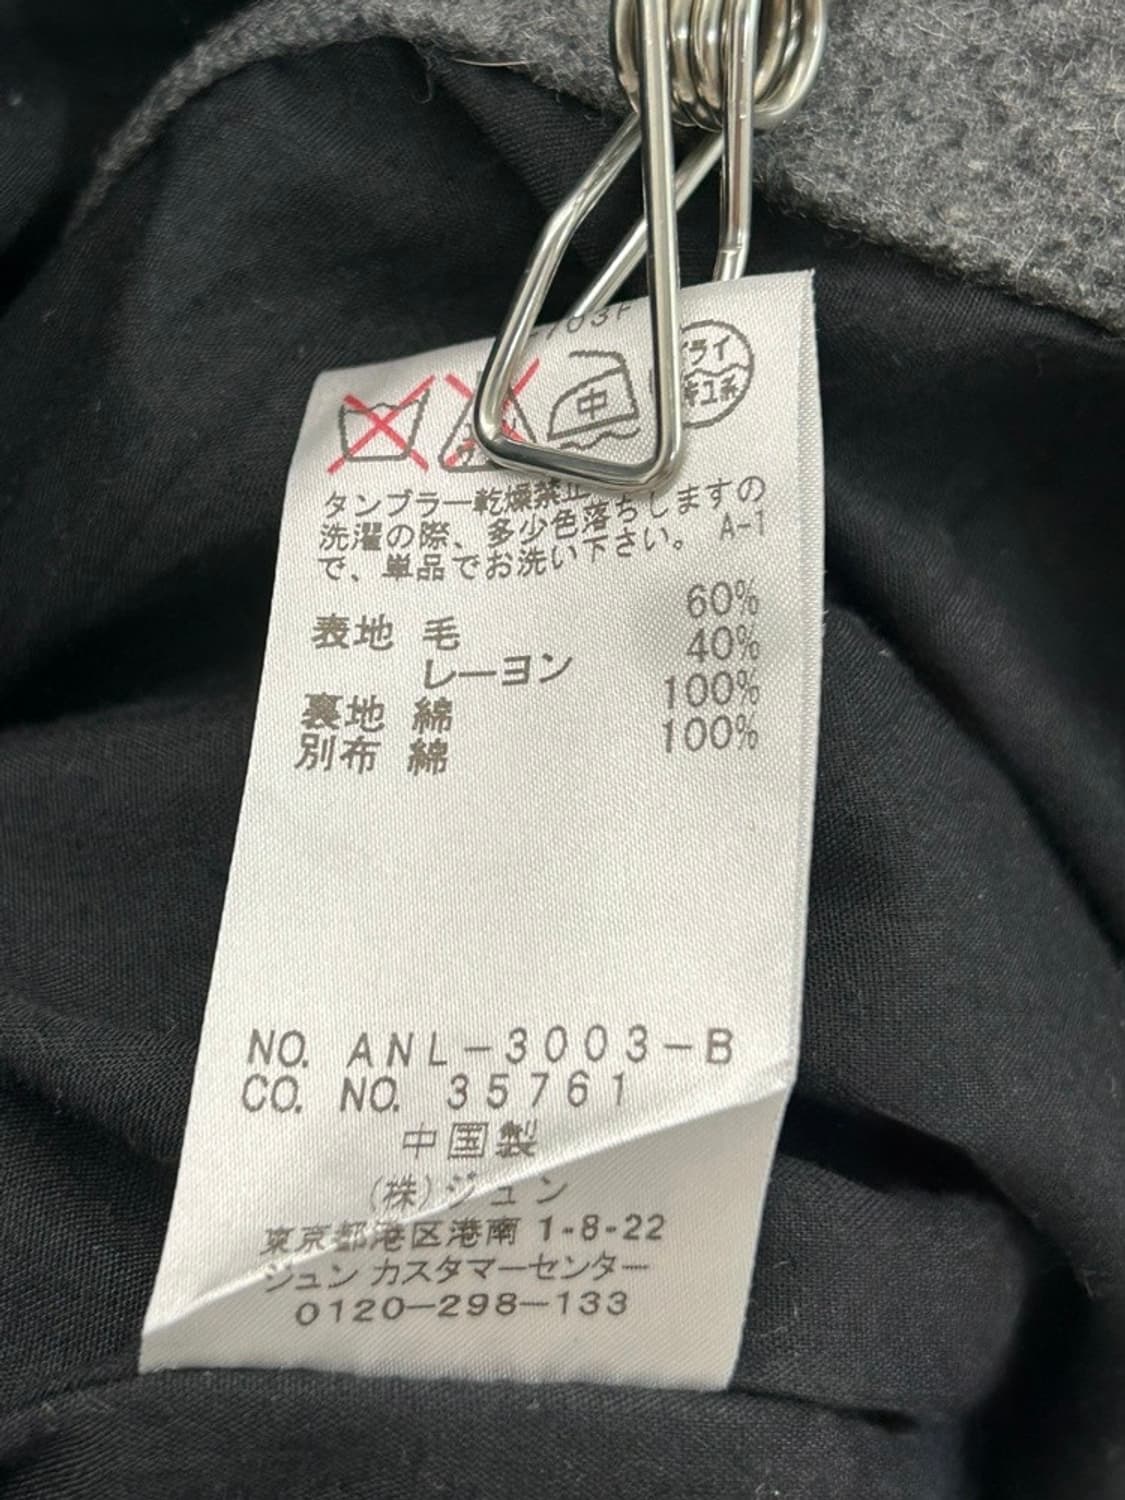 /03F
中
ドライ
タンブラー乾燥禁止
洗濯の際、多少色落ちしますの
で、単品でお洗い下さい。 A-1
表地 毛 60%
レーヨン 40%
裏地 綿 100%
別布 綿 100%
NO. ANL-3003-B
CO. NO. 35761
中国製
(株)ジュン
東京都港区港南 1-8-22
ジュン カスタマーセンター
0120-298-133